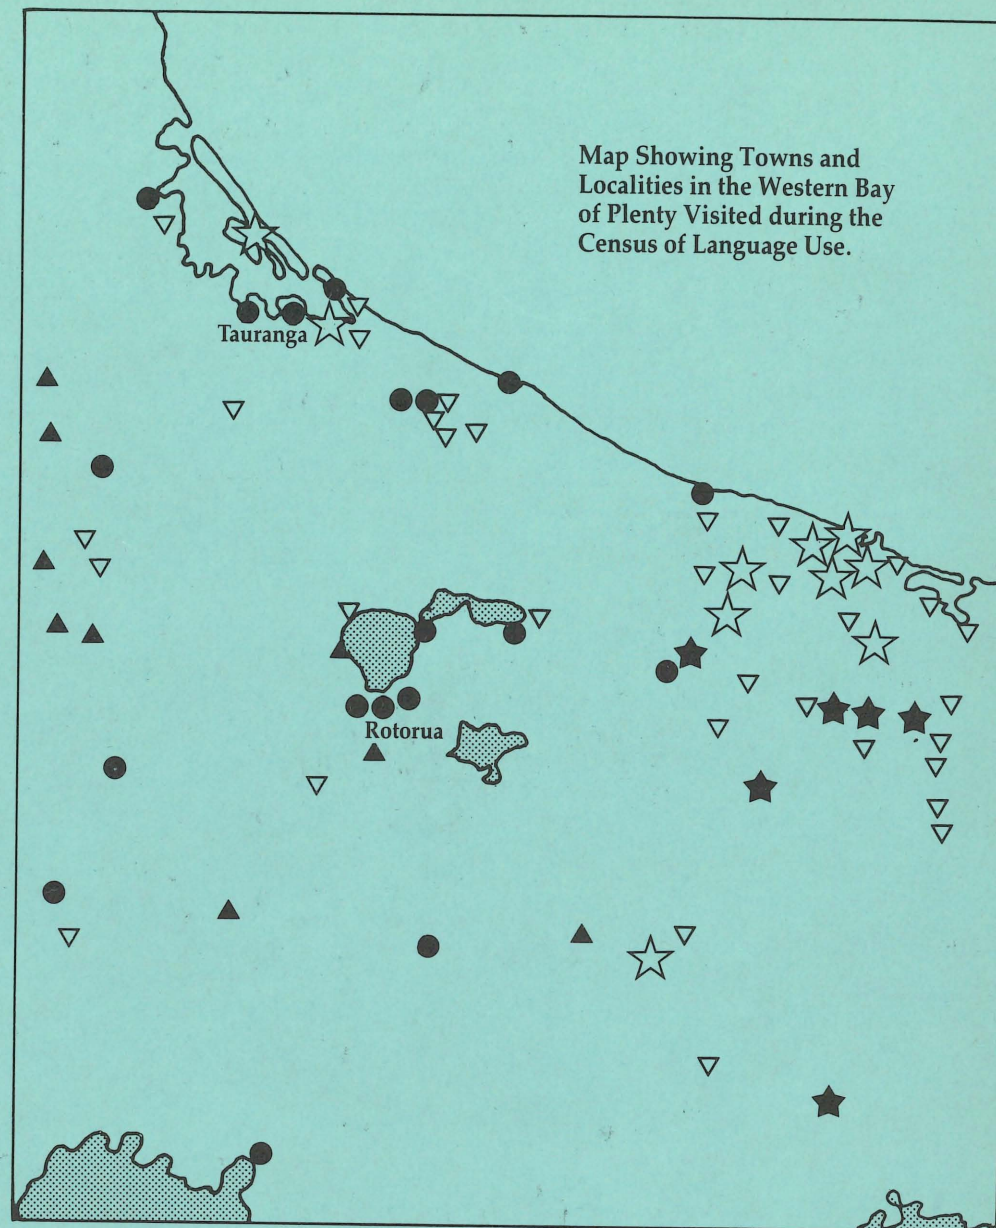 Map Showing Towns and
Localities in the Western Bay
of Plenty Visited during the
Census of Language Use.
Tauranga
Rotorua